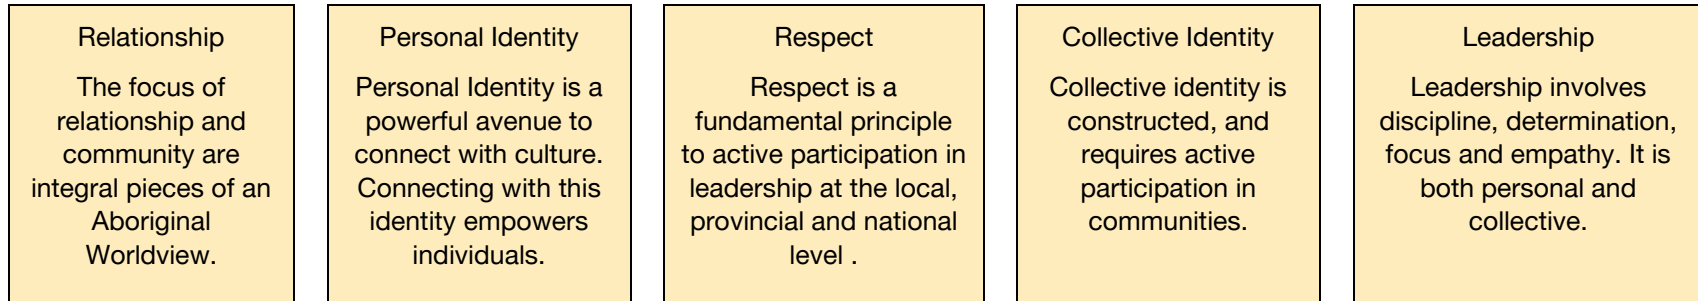 Relationship
The focus of
relationship and
community are
integral pieces of an
Aboriginal
Worldview.
Personal Identity
Personal Identity is a
powerful avenue to
connect with culture.
Connecting with this
identity empowers
individuals.
Respect
Respect is a
fundamental principle
to active participation in
leadership at the local,
provincial and national
level .
Collective Identity
Collective identity is
constructed, and
requires active
participation in
communities.
Leadership
Leadership involves
discipline, determination,
focus and empathy. It is
both personal and
collective.